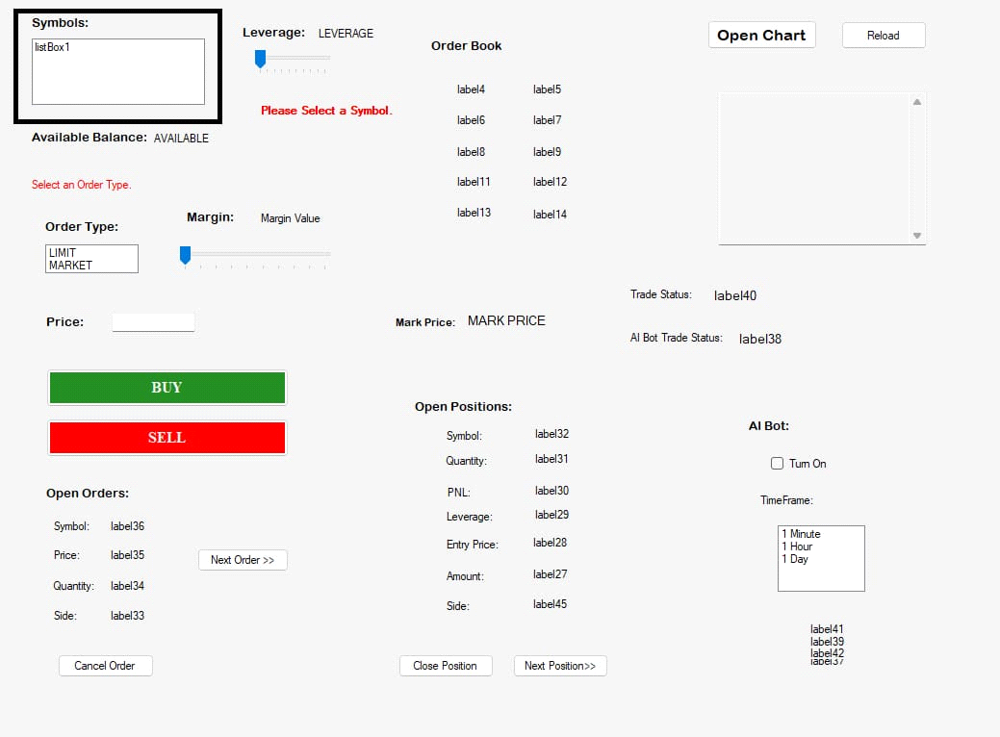 Symbols:
listBox1
Leverage: LEVERAGE
Please Select a Symbol.
Available Balance: AVAILABLE
Select an Order Type.
Order Type:
LIMIT
MARKET
Margin: Margin Value
Price:
BUY
SELL
Order Book
label4 label5
label6 label7
label8 label9
label11 label12
label13 label14
Open Chart
Reload
Trade Status: label40
AI Bot Trade Status: label38
Mark Price: MARK PRICE
Open Orders:
Symbol: label36
Price: label35
Quantity: label34
Side: label33
Next Order >>
Cancel Order
Open Positions:
Symbol: label32
Quantity: label31
PNL: label30
Leverage: label29
Entry Price: label28
Amount: label27
Side: label45
Close Position
Next Position>>
AI Bot:
Turn On
TimeFrame:
1 Minute
1 Hour
1 Day
label41
label39
label42
label37